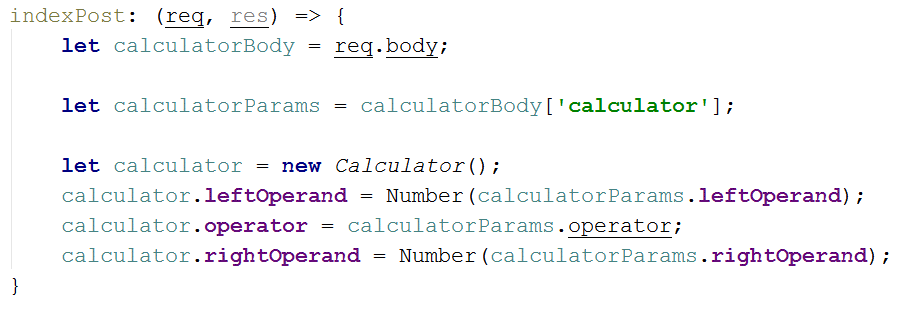 indexPost: (req, res) => {
let calculatorBody = req.body;
let calculatorParams = calculatorBody['calculator'];
let calculator = new Calculator();
calculator.leftOperand = Number(calculatorParams.leftOperand);
calculator.operator = calculatorParams.operator;
calculator.rightOperand = Number(calculatorParams.rightOperand);
}